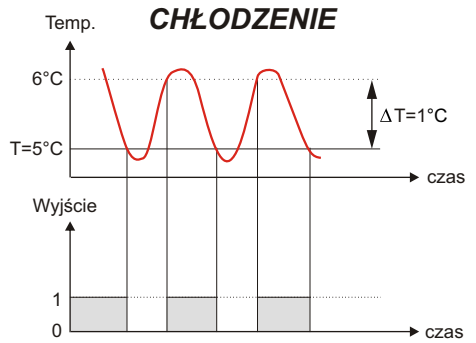 CHŁODZENIE
Temp.
6°C
ΔT=1°C
T=5°C
czas
Wyjście
1
0
czas